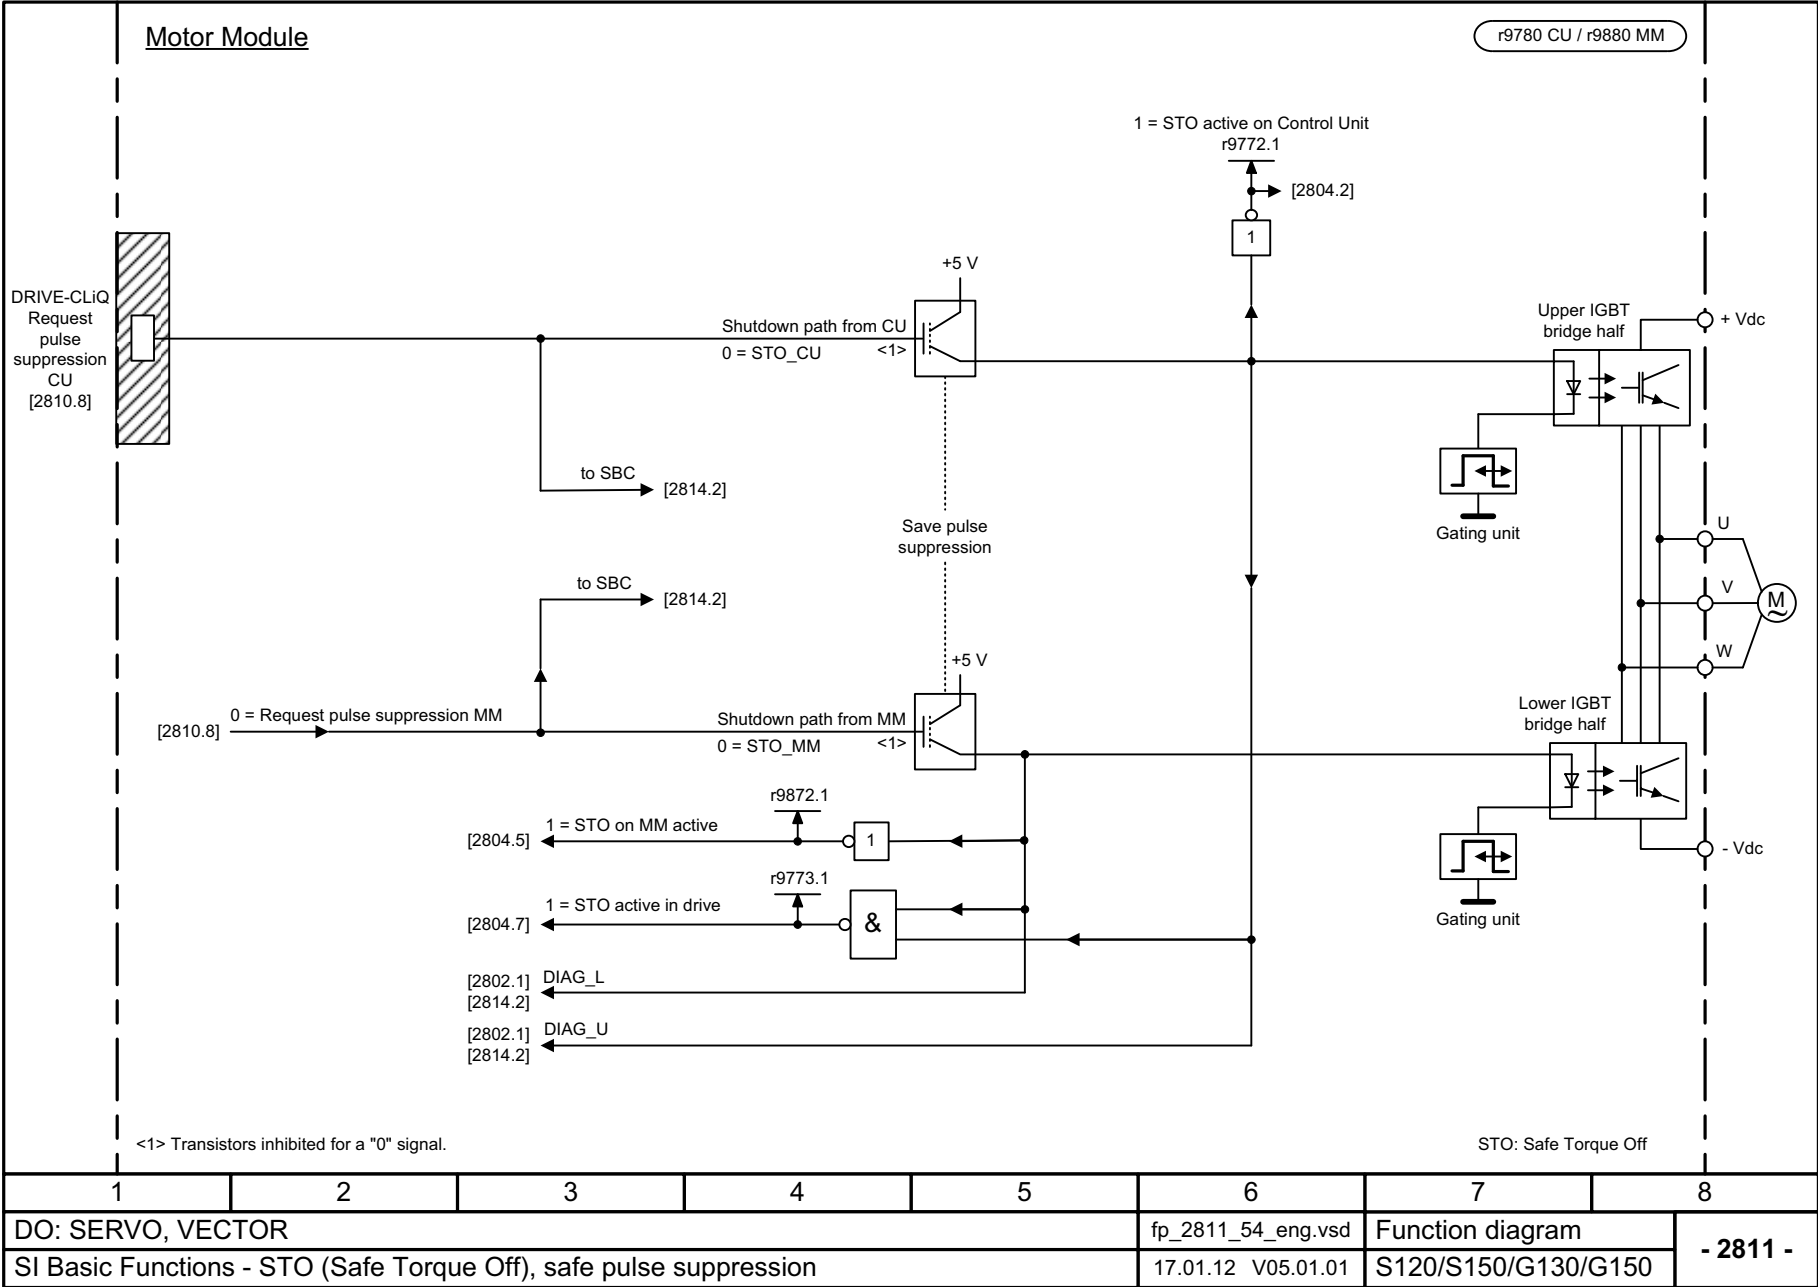 Motor Module
r9780 CU / r9880 MM
1 = STO active on Control Unit
r9772.1
[2804.2]
1
+5 V
DRIVE-CLiQ
Request
pulse
suppression
CU
[2810.8]
Shutdown path from CU
0 = STO_CU
<1>
Upper IGBT
bridge half
+ Vdc
to SBC
[2814.2]
Gating unit
Save pulse
suppression
U
V
W
M
~
to SBC
[2814.2]
+5 V
[2810.8]
0 = Request pulse suppression MM
Shutdown path from MM
0 = STO_MM
<1>
Lower IGBT
bridge half
- Vdc
Gating unit
r9872.1
[2804.5]
1 = STO on MM active
1
r9773.1
[2804.7]
1 = STO active in drive
&
[2802.1]
[2814.2]
DIAG_L
[2802.1]
[2814.2]
DIAG_U
<1> Transistors inhibited for a "0" signal.
STO: Safe Torque Off
1 2 3 4 5 6 7 8
DO: SERVO, VECTOR
fp_2811_54_eng.vsd
Function diagram
- 2811 -
SI Basic Functions - STO (Safe Torque Off), safe pulse suppression
17.01.12 V05.01.01
S120/S150/G130/G150